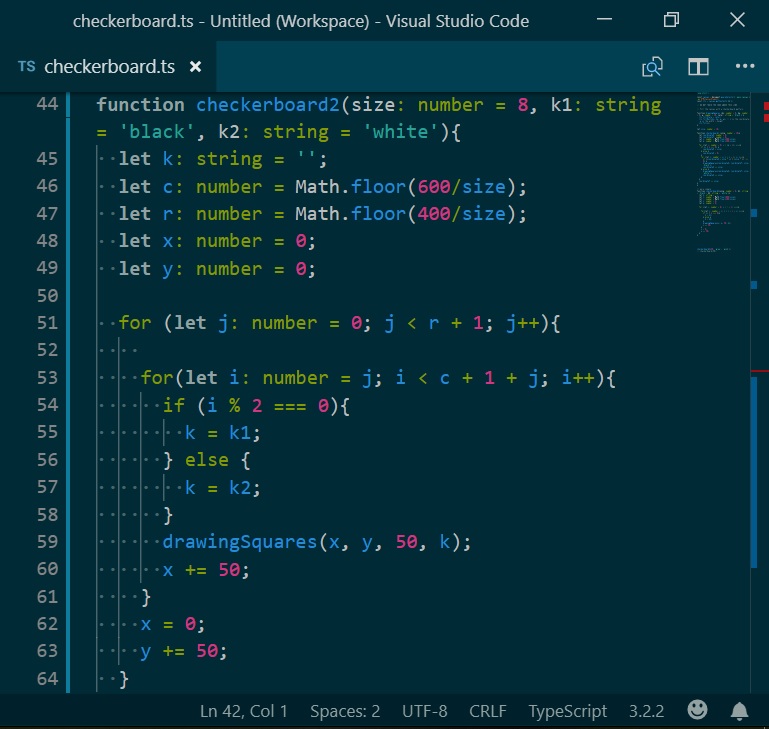 checkerboard.ts - Untitled (Workspace) - Visual Studio Code
TS checkerboard.ts ×
44 function checkerboard2(size: number = 8, k1: string
= 'black', k2: string = 'white'){
45 let k: string = '';
46 let c: number = Math.floor(600/size);
47 let r: number = Math.floor(400/size);
48 let x: number = 0;
49 let y: number = 0;
50
51 for (let j: number = 0; j < r + 1; j++){
52
53 for(let i: number = j; i < c + 1 + j; i++){
54 if (i % 2 === 0){
55 k = k1;
56 } else {
57 k = k2;
58 }
59 drawingSquares(x, y, 50, k);
60 x += 50;
61 }
62 x = 0;
63 y += 50;
64 }
Ln 42, Col 1 Spaces: 2 UTF-8 CRLF TypeScript 3.2.2